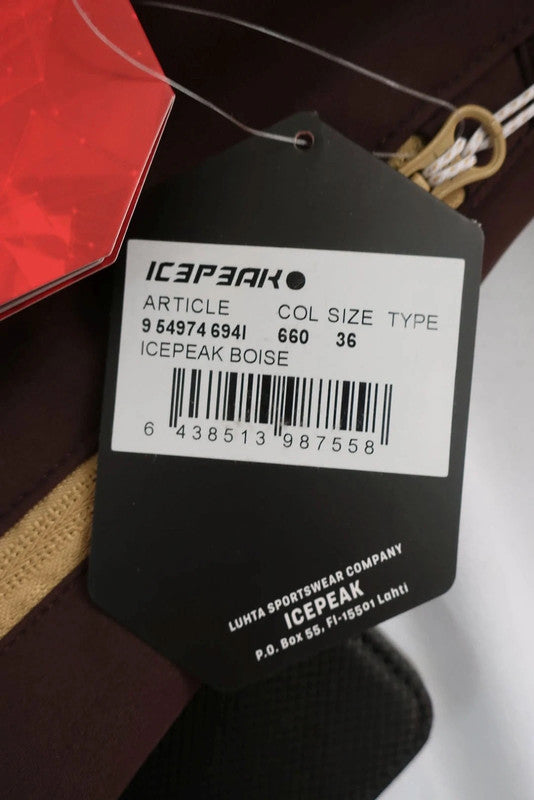 ICEPEAK
ARTICLE COL SIZE TYPE
9 54974 694I 660 36
ICEPEAK BOISE
6 438513 987558
LUHTA SPORTSWEAR COMPANY
ICEPEAK
P.O. Box 55, FI-15501 Lahti